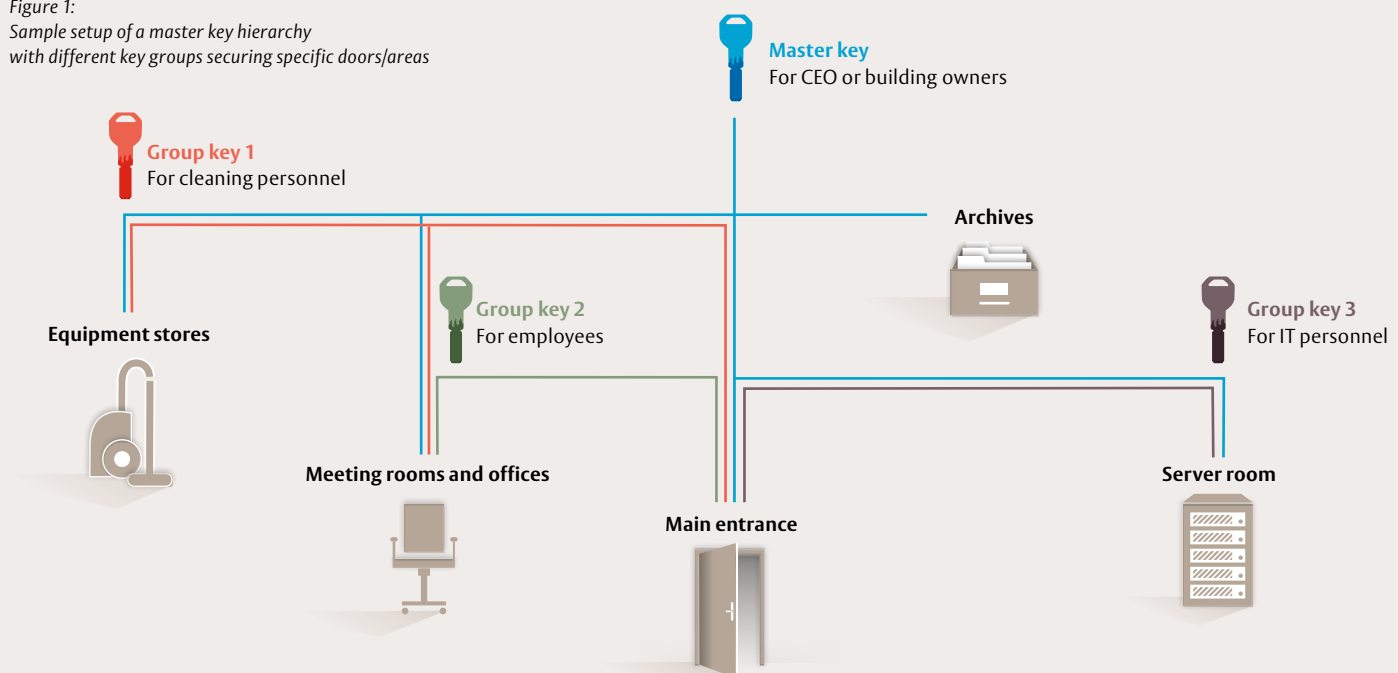 Figure 1:
Sample setup of a master key hierarchy
with different key groups securing specific doors/areas
Master key
For CEO or building owners
Group key 1
For cleaning personnel
Archives
Group key 2
For employees
Group key 3
For IT personnel
Equipment stores
Meeting rooms and offices
Server room
Main entrance